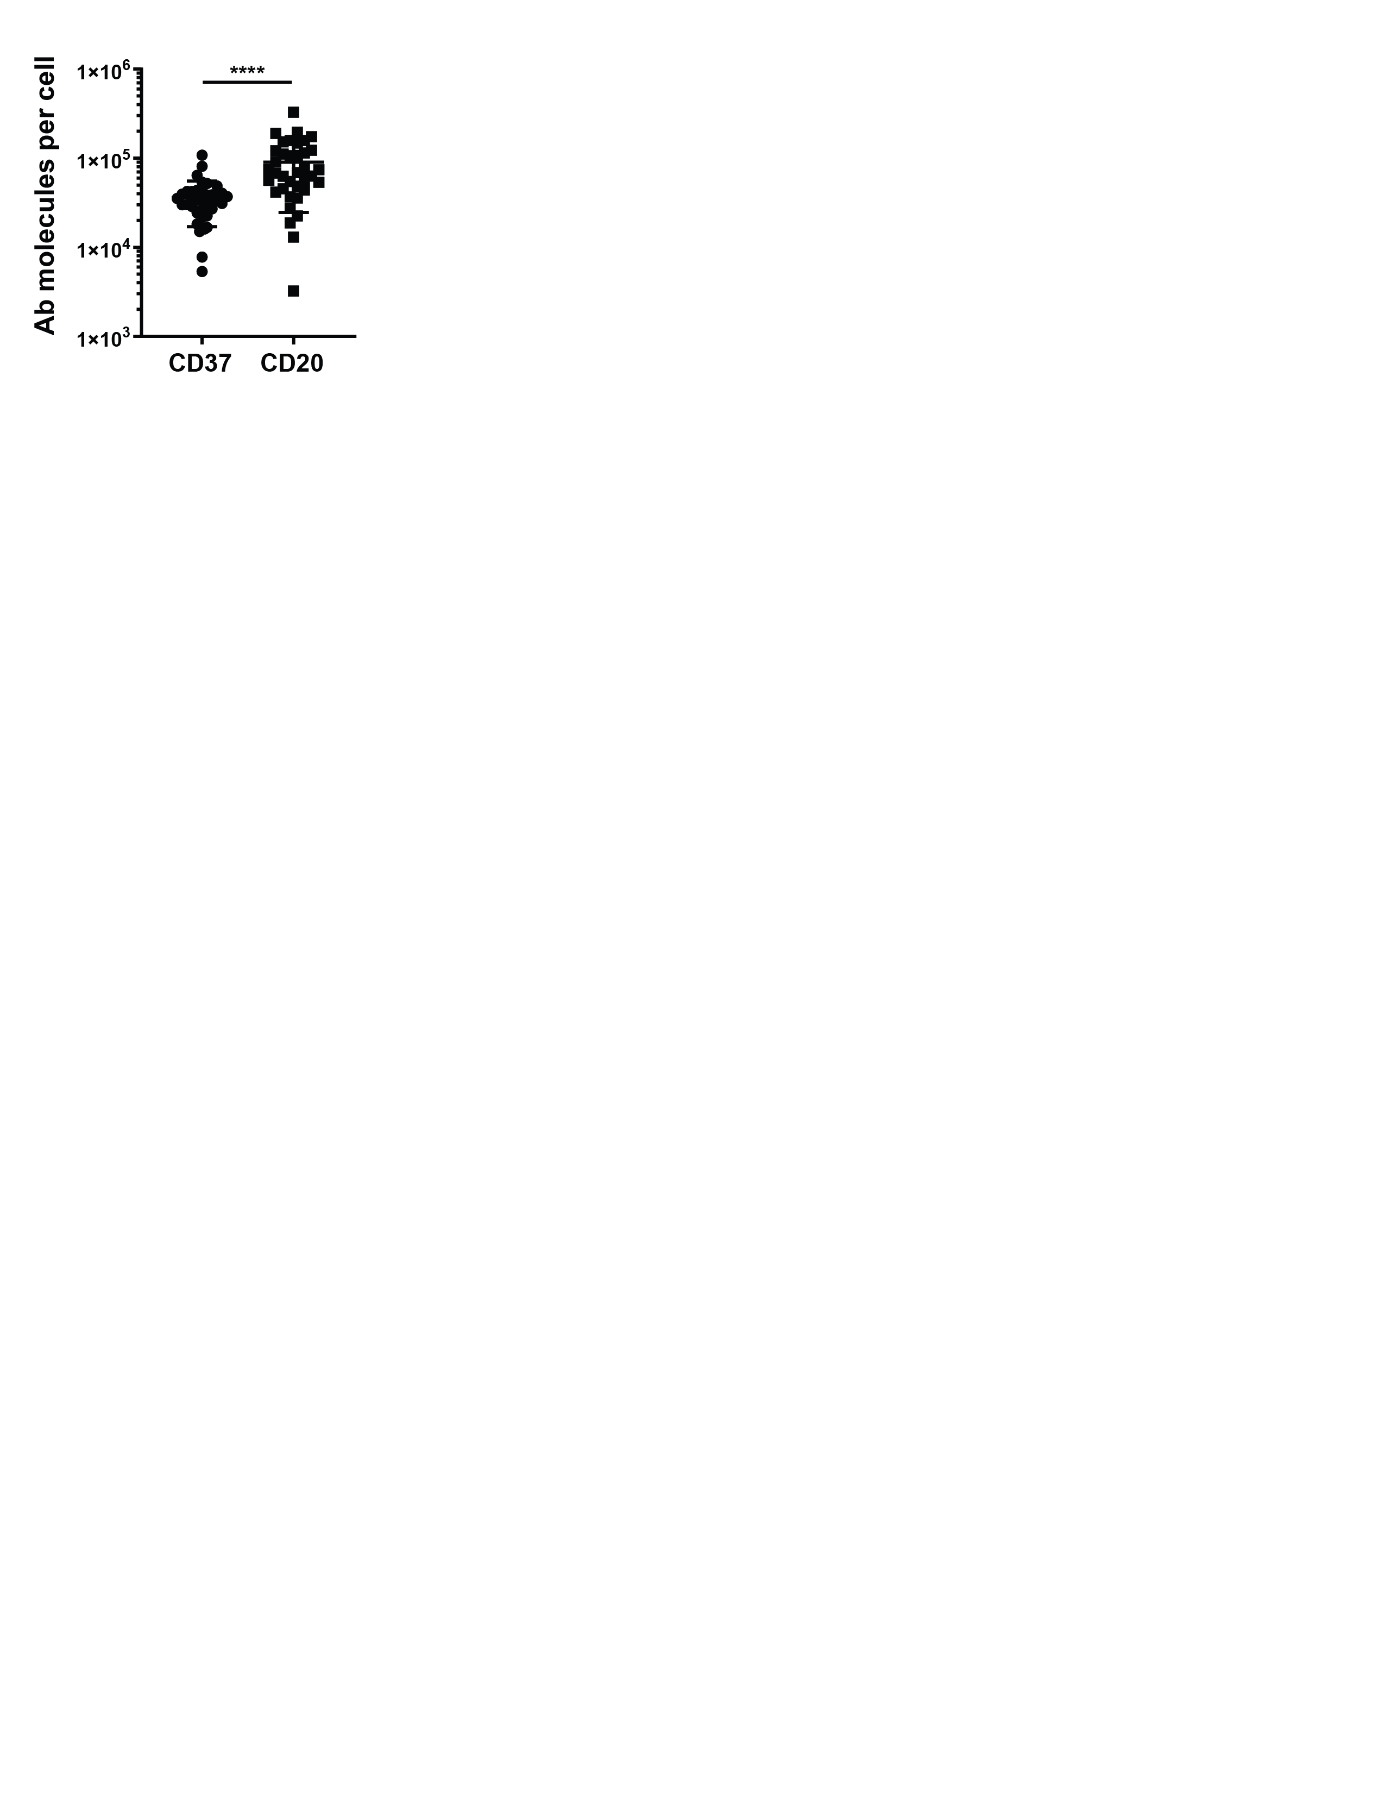 Ab molecules per cell
1×10⁶
1×10⁵
1×10⁴
1×10³
****
CD37 CD20